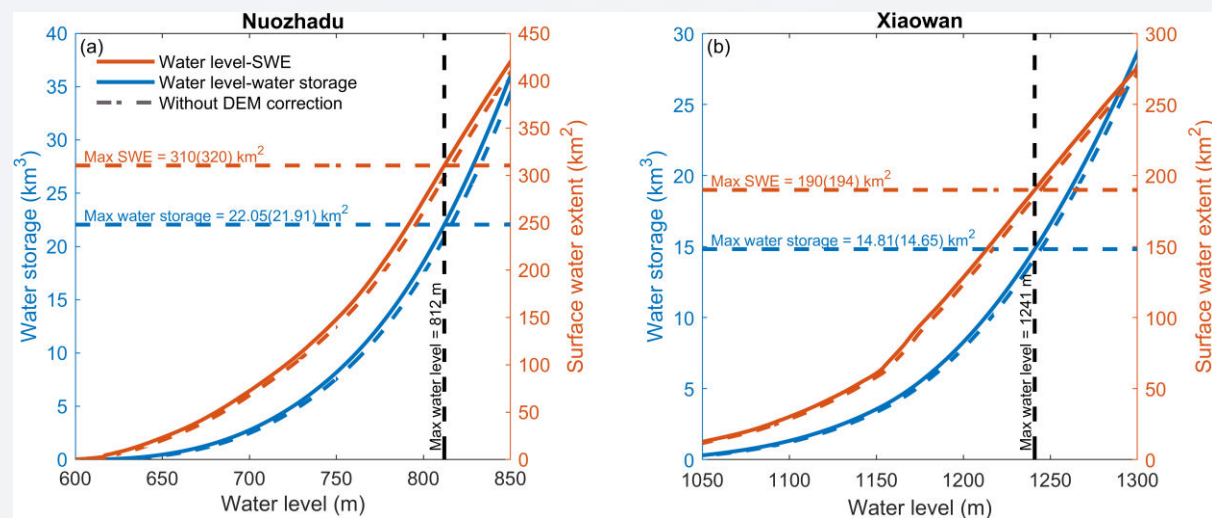 Nuozhadu
(a)
Water level-SWE
Water level-water storage
Without DEM correction
Max SWE = 310(320) km²
Max water storage = 22.05(21.91) km²
Max water level = 812 m
Water storage (km³)
40
35
30
25
20
15
10
5
0
Surface water extent (km²)
450
400
350
300
250
200
150
100
50
0
600 650 700 750 800 850
Water level (m)
Xiaowan
(b)
Max SWE = 190(194) km²
Max water storage = 14.81(14.65) km²
Max water level = 1241 m
Water storage (km³)
30
25
20
15
10
5
0
Surface water extent (km²)
300
250
200
150
100
50
0
1050 1100 1150 1200 1250 1300
Water level (m)